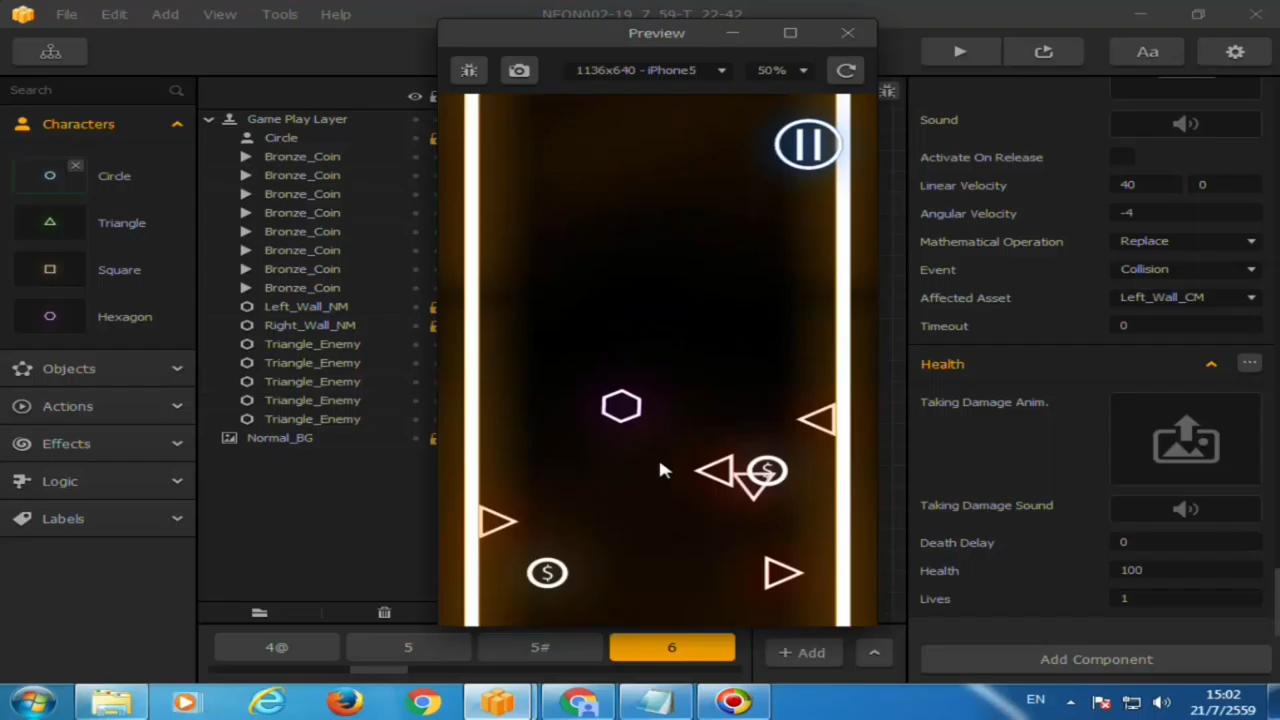 File Edit Add View Tools Help
NEON002-19_7_59-T_22-42
Preview
1136x640 - iPhone5
50%
Aa
Search
Characters
Circle
Triangle
Square
Hexagon
Objects
Actions
Effects
Logic
Labels
Game Play Layer
Circle
Bronze_Coin
Bronze_Coin
Bronze_Coin
Bronze_Coin
Bronze_Coin
Bronze_Coin
Bronze_Coin
Bronze_Coin
Left_Wall_NM
Right_Wall_NM
Triangle_Enemy
Triangle_Enemy
Triangle_Enemy
Triangle_Enemy
Triangle_Enemy
Normal_BG
$
$
Sound
Activate On Release
Linear Velocity 40 0
Angular Velocity -4
Mathematical Operation Replace
Event Collision
Affected Asset Left_Wall_CM
Timeout 0
Health
Taking Damage Anim.
Taking Damage Sound
Death Delay 0
Health 100
Lives 1
Add Component
4@ 5 5# 6
+ Add
EN
15:02
21/7/2559